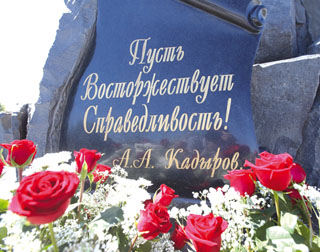 Пусть
Восторжествует
Справедливость!
А.А. Кадыров